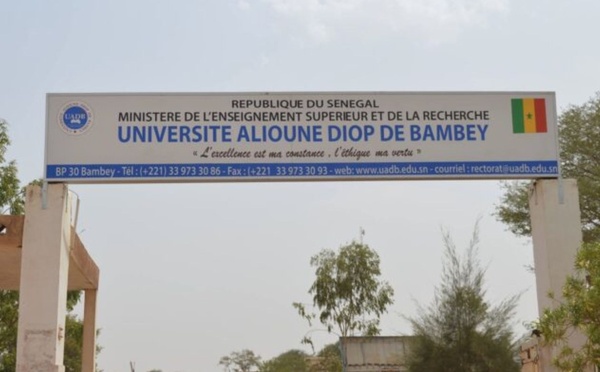 UADB
REPUBLIQUE DU SENEGAL
MINISTERE DE L'ENSEIGNEMENT SUPERIEUR ET DE LA RECHERCHE
UNIVERSITE ALIOUNE DIOP DE BAMBEY
« L'excellence est ma constance , l'éthique ma vertu »
BP 30 Bambey - Tél : (+221) 33 973 30 86 - Fax : (+221 33 973 30 93 - web: www.uadb.edu.sn - courriel : rectorat@uadb.edu.sn